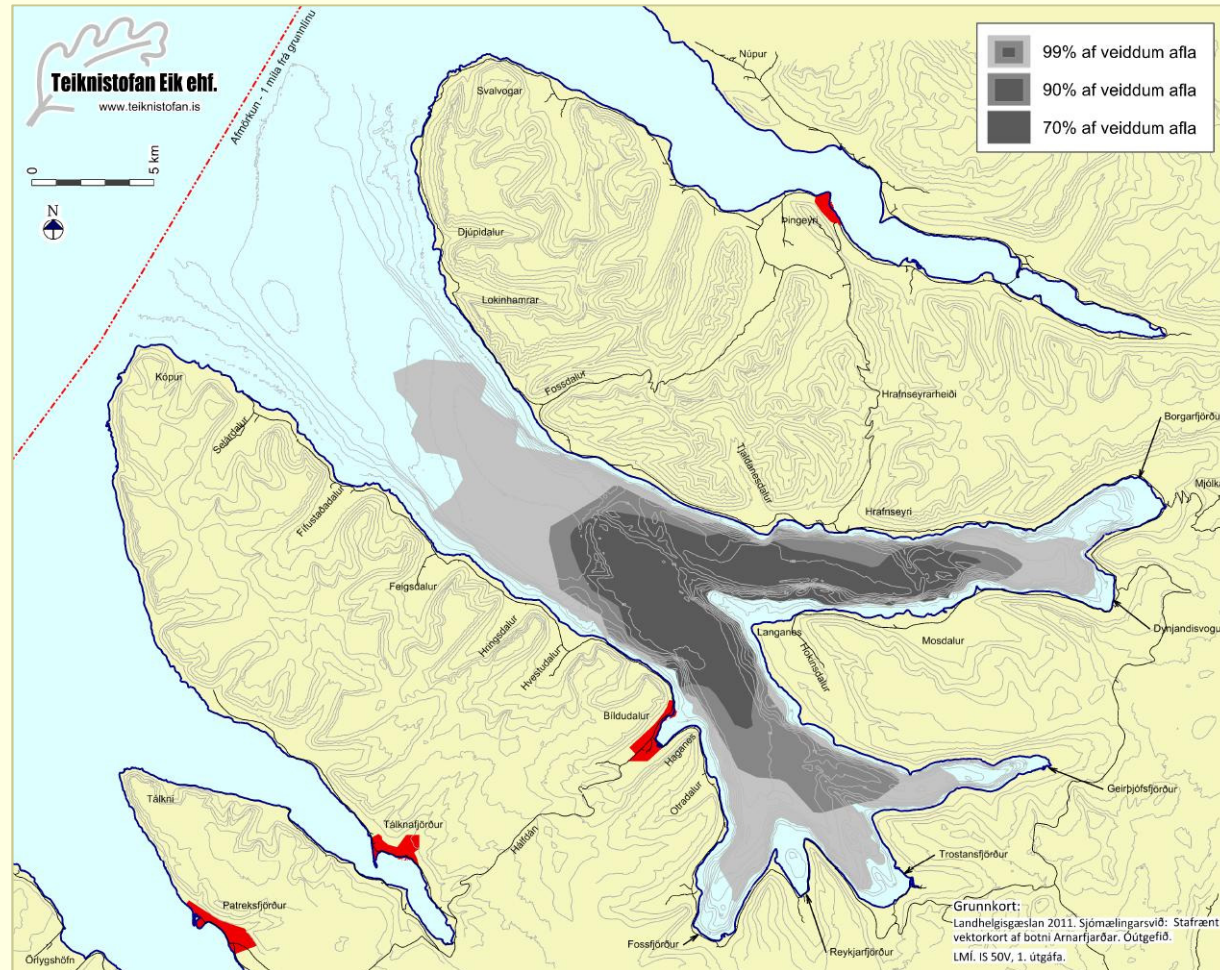 Teiknistofan Eik ehf.
www.teiknistofan.is
Afmörkun - 1 míla frá grunnlínu
0
5 km
N
99% af veiddum afla
90% af veiddum afla
70% af veiddum afla
Núpur
Svalvogar
Þingeyri
Djúpidalur
Lokinhamrar
Fossdalur
Kópur
Selárdalur
Hrafnseyrarheiði
Borgarfjörðu
Tjaldanesdalur
Mjólka
Fífustaðadalur
Hrafnseyri
Feigsdalur
Hringsdalur
Hvestudalur
Langanes
Hokinsdalur
Mosdalur
Dynjandisvogu
Bíldudalur
Haganes
Otradalur
Geirþjófsfjörður
Tálkni
Tálknafjörður
Hálfdán
Trostansfjörður
Patreksfjörður
Örlygshöfn
Fossfjörður
Reykjarfjörður
Grunnkort:
Landhelgisgæslan 2011. Sjómælingarsvið: Stafrænt
vektorkort af botni Arnarfjarðar. Óútgefið.
LMÍ. IS 50V, 1. útgáfa.